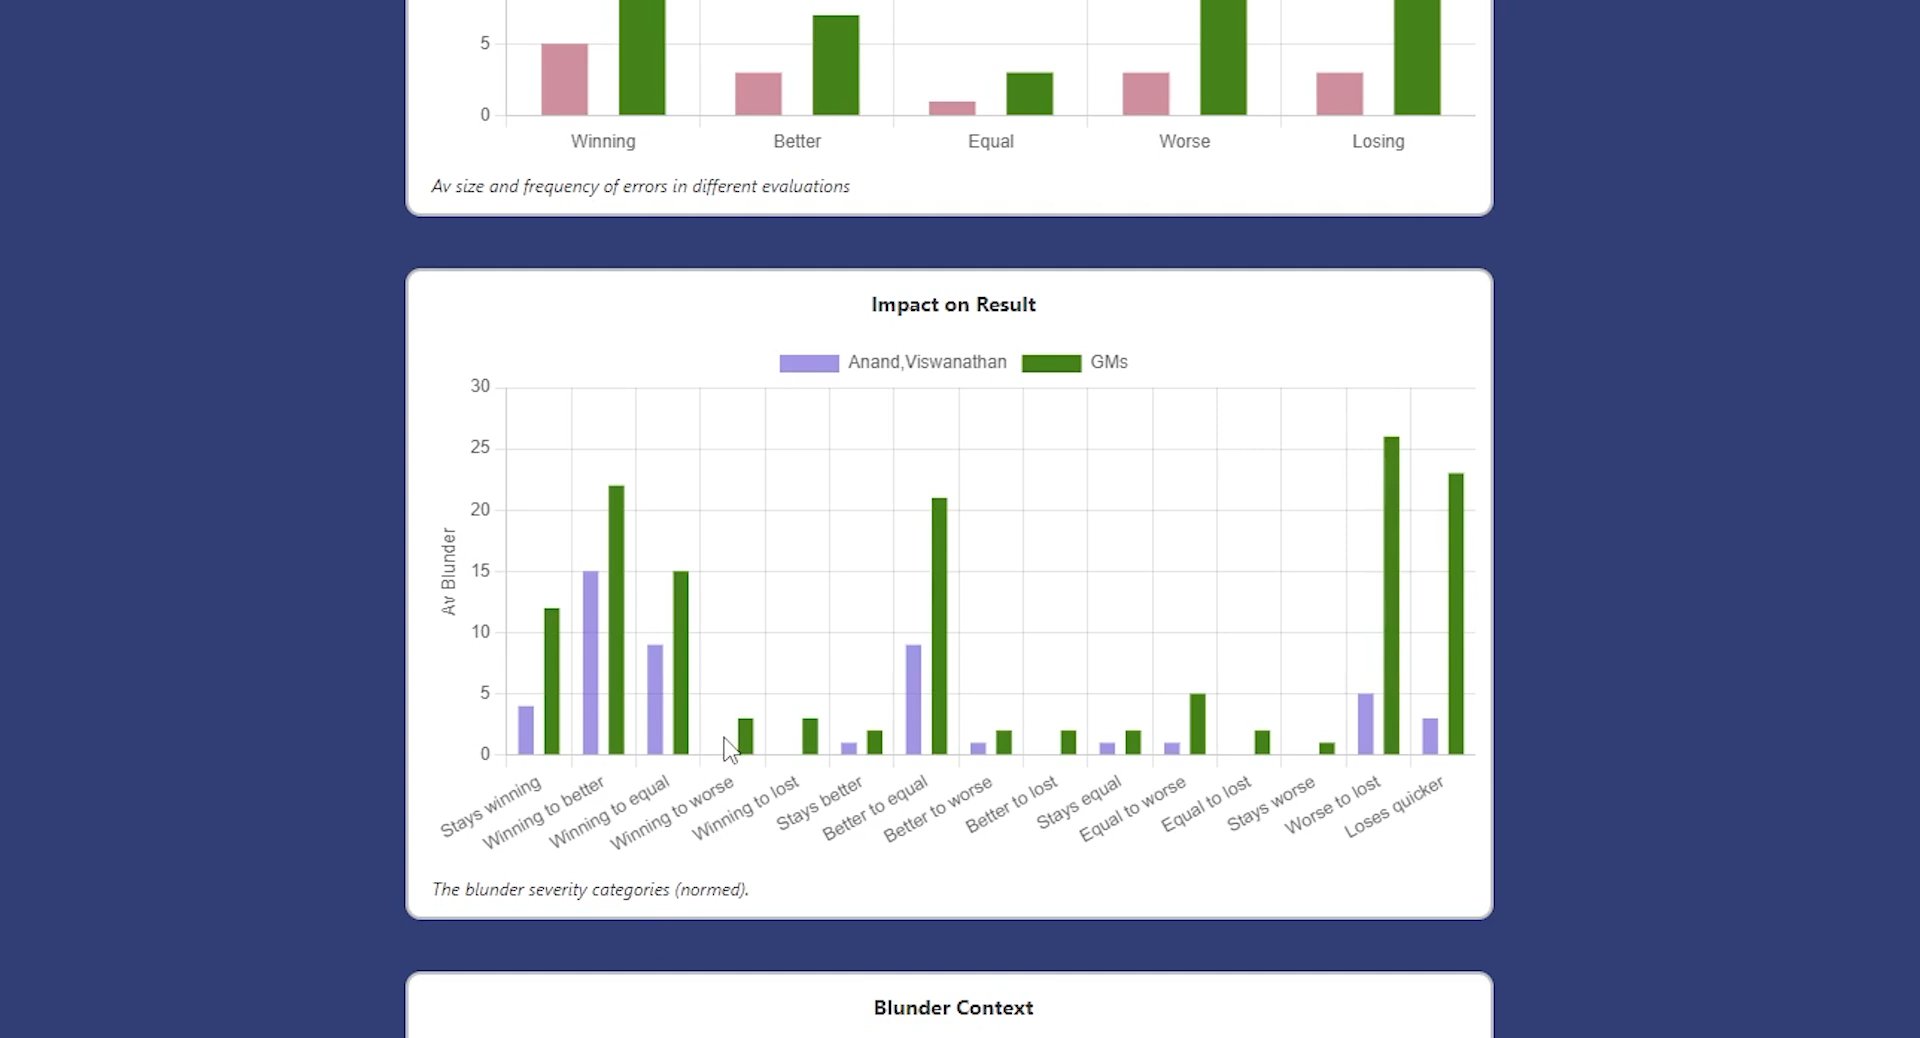 5
0
Winning Better Equal Worse Losing
Av size and frequency of errors in different evaluations
Impact on Result
Anand,Viswanathan GMs
30
25
20
15
10
5
0
Av Blunder
Stays winning
Winning to better
Winning to equal
Winning to worse
Winning to lost
Stays better
Better to equal
Better to worse
Better to lost
Stays equal
Equal to worse
Equal to lost
Stays worse
Worse to lost
Loses quicker
The blunder severity categories (normed).
Blunder Context